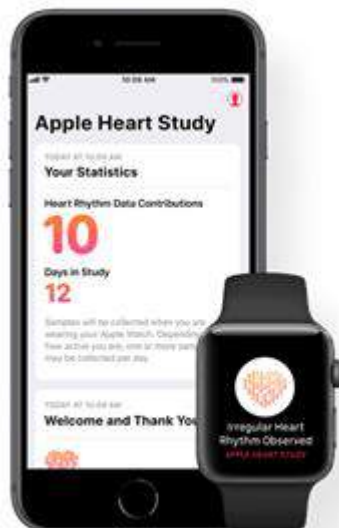 10:09 AM
100%
Apple Heart Study
TODAY AT 10:09 AM
Your Statistics
Heart Rhythm Data Contributions
10
Days in Study
12
Samples will be collected when you are
wearing your Apple Watch. Depending
how active you are, one or more
may be collected per day.
TODAY AT 10:09 AM
Welcome and Thank You
Irregular Heart
Rhythm Observed
APPLE HEART STUDY